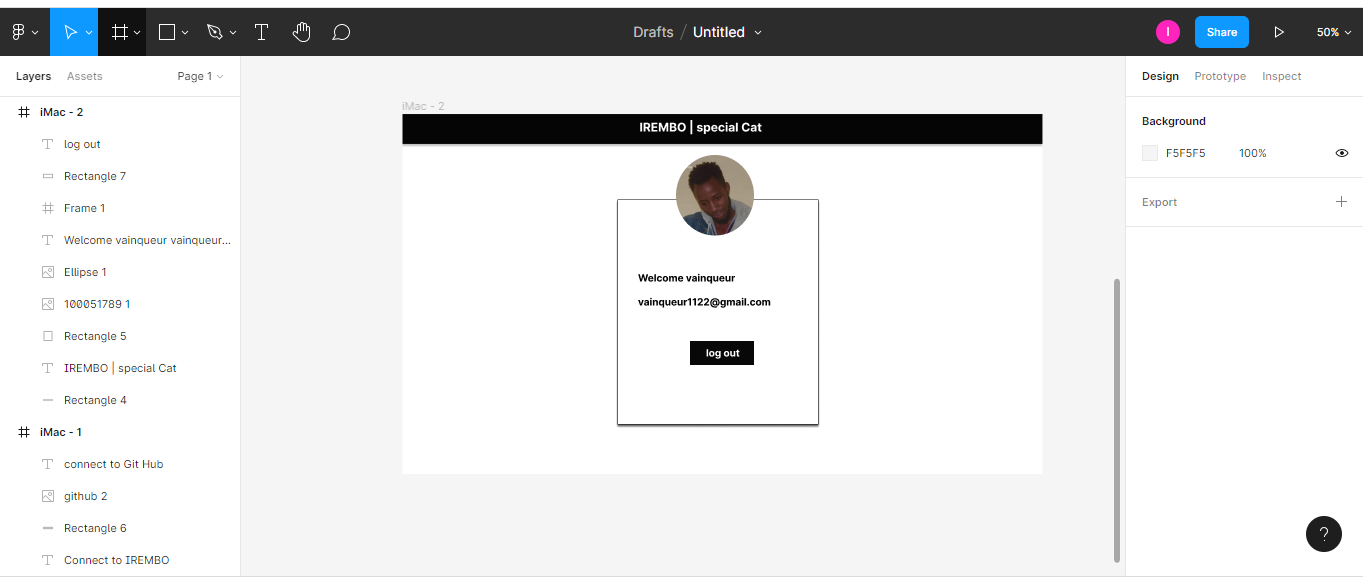 Drafts / Untitled
I
Share
50%
Layers Assets Page 1
iMac - 2
log out
Rectangle 7
Frame 1
Welcome vainqueur vainqueur...
Ellipse 1
100051789 1
Rectangle 5
IREMBO | special Cat
Rectangle 4
iMac - 1
connect to Git Hub
github 2
Rectangle 6
Connect to IREMBO
iMac - 2
IREMBO | special Cat
Welcome vainqueur
vainqueur1122@gmail.com
log out
Design Prototype Inspect
Background
F5F5F5 100%
Export
?